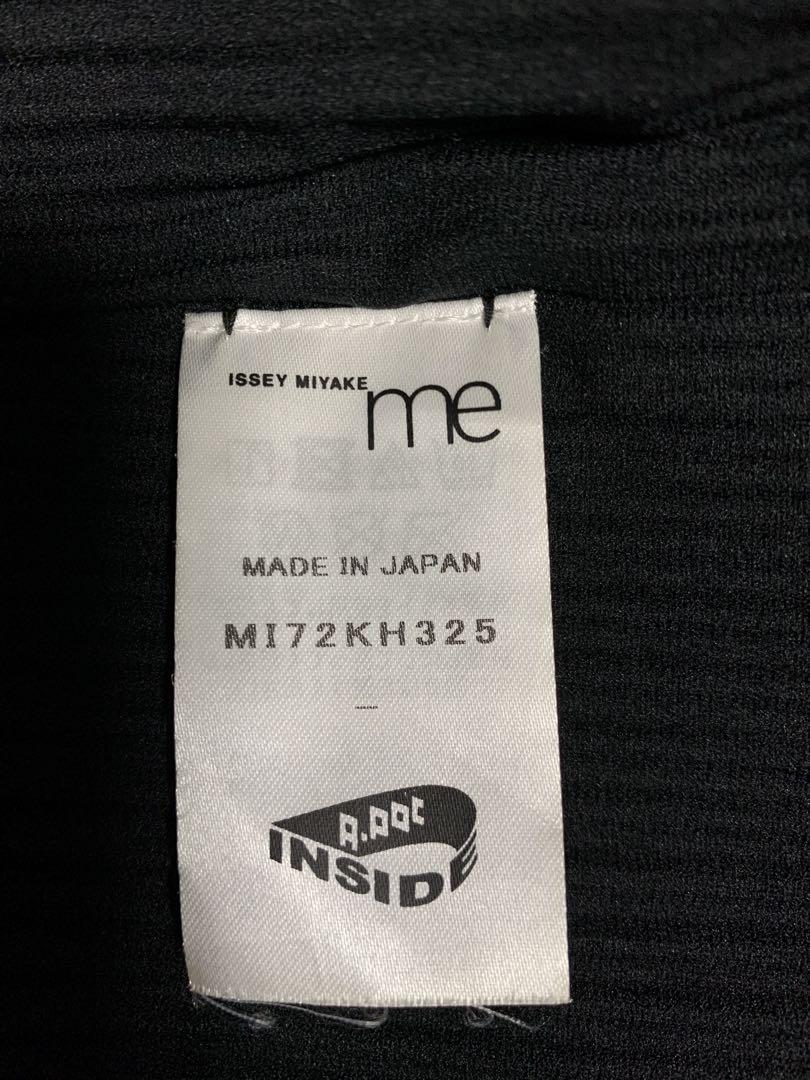 ISSEY MIYAKE me
MADE IN JAPAN
MI72KH325
–
A.POC
INSIDE